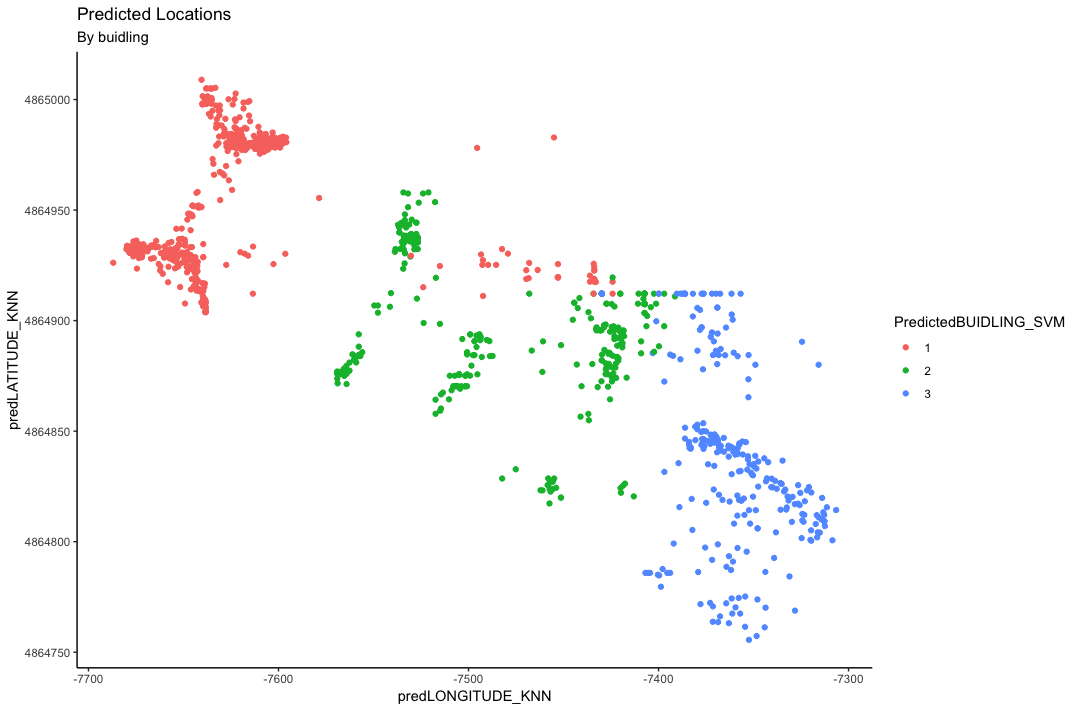 Predicted Locations
By buidling
predLATITUDE_KNN
4865000
4864950
4864900
4864850
4864800
4864750
-7700
-7600
-7500
-7400
-7300
predLONGITUDE_KNN
PredictedBUIDLING_SVM
1
2
3